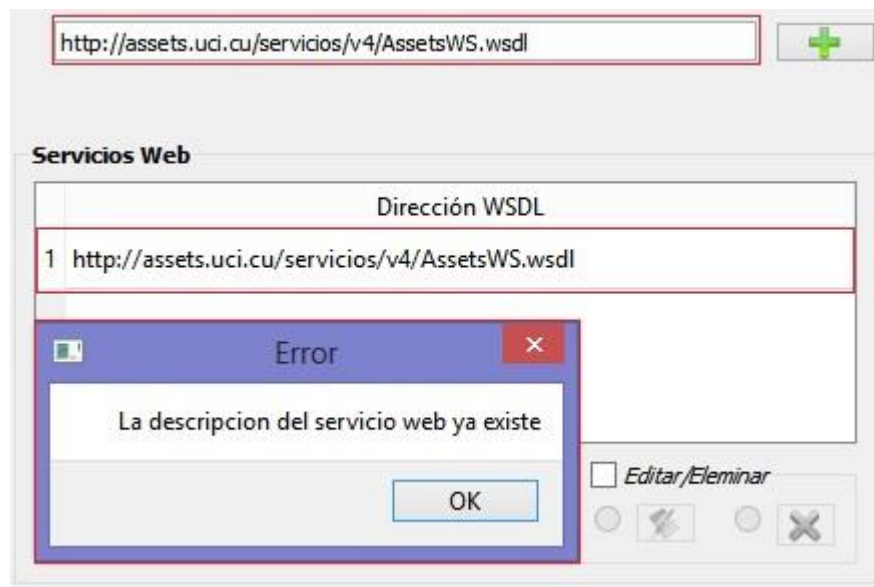 http://assets.uci.cu/servicios/v4/AssetsWS.wsdl
Servicios Web
Dirección WSDL
1 http://assets.uci.cu/servicios/v4/AssetsWS.wsdl
Error
La descripcion del servicio web ya existe
OK
Editar/Eleminar